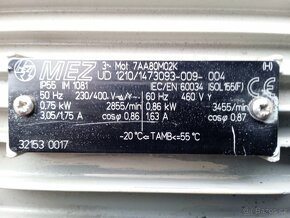 MEZ 3~ Mot. 7AA80M02K (H)
UD 1210/1473093-009-004
IP55 IM 1081 IEC/EN 60034 ISOL155(F) CE
50 Hz 230/400 V 60 Hz 460 V
0,75 kW 2855/min 0,86 kW 3455/min
3,05/1,75 A cosφ 0,86 1,63 A cosφ 0,87
-20°C<=TAMB<=55°C
32153 0017